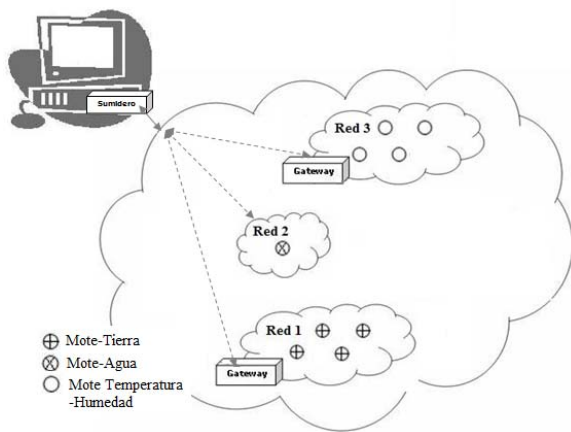 Sumidero
Red 3
Gateway
Red 2
Red 1
Gateway
Mote-Tierra
Mote-Agua
Mote Temperatura
-Humedad